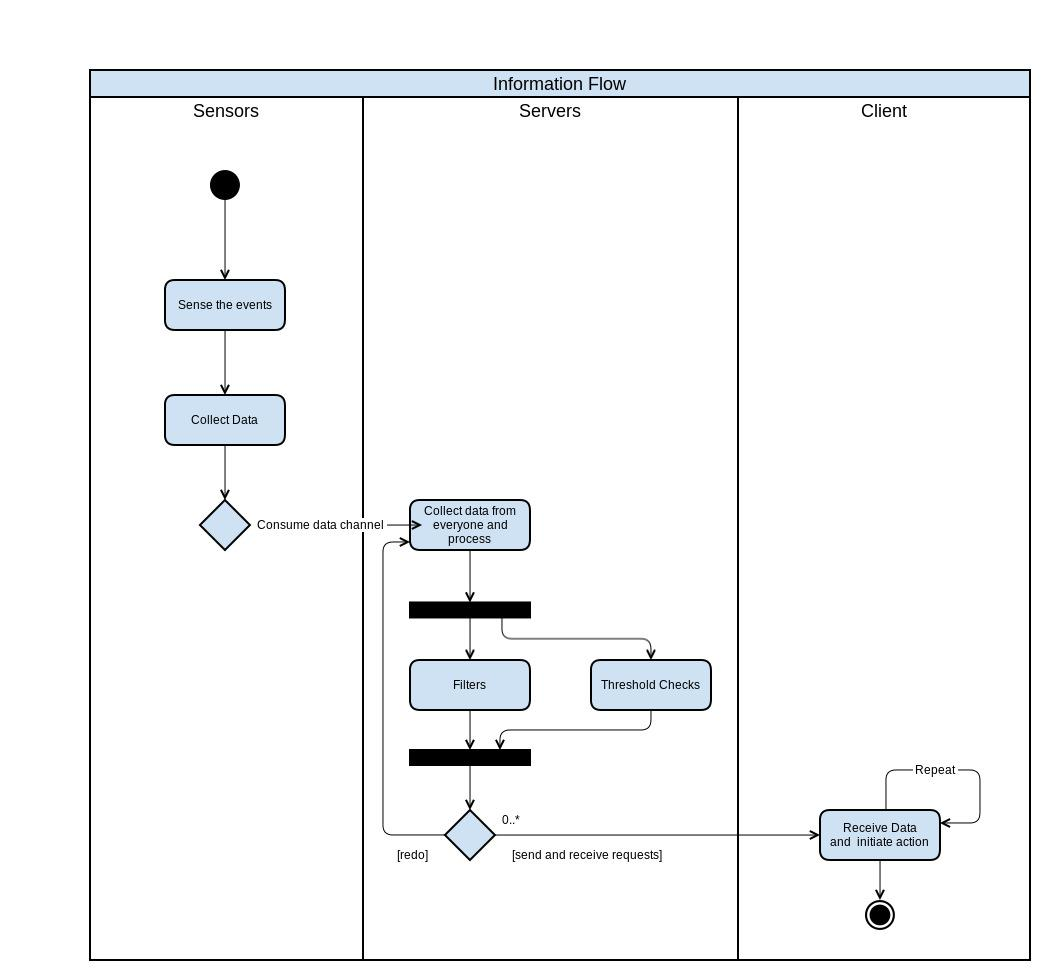 Information Flow
Sensors
Servers
Client
Sense the events
Collect Data
Consume data channel
Collect data from
everyone and
process
Filters
Threshold Checks
Repeat
0..*
Receive Data
and  initiate action
[redo]
[send and receive requests]